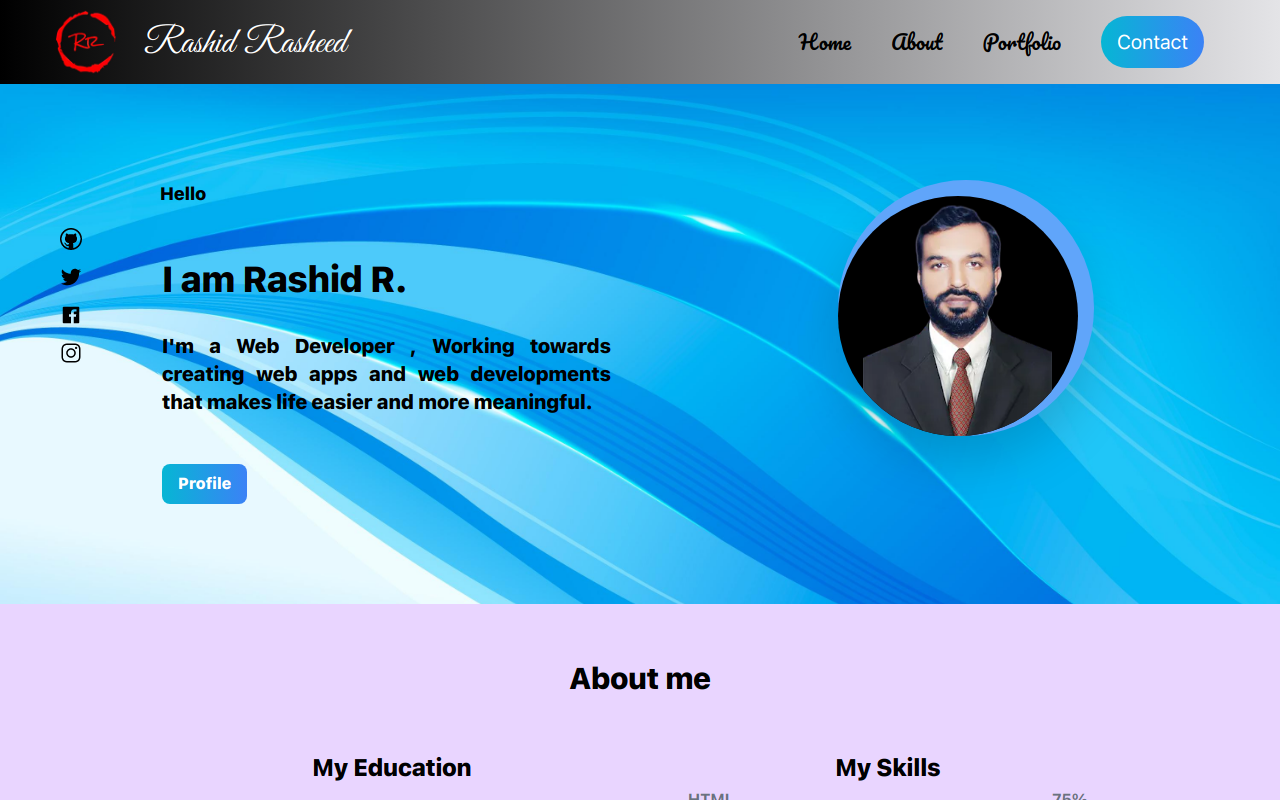 RR
Rashid Rasheed
Home
About
Portfolio
Contact
Hello
I am Rashid R.
I'm a Web Developer , Working towards
creating web apps and web developments
that makes life easier and more meaningful.
Profile
About me
My Education
My Skills
HTML
75%